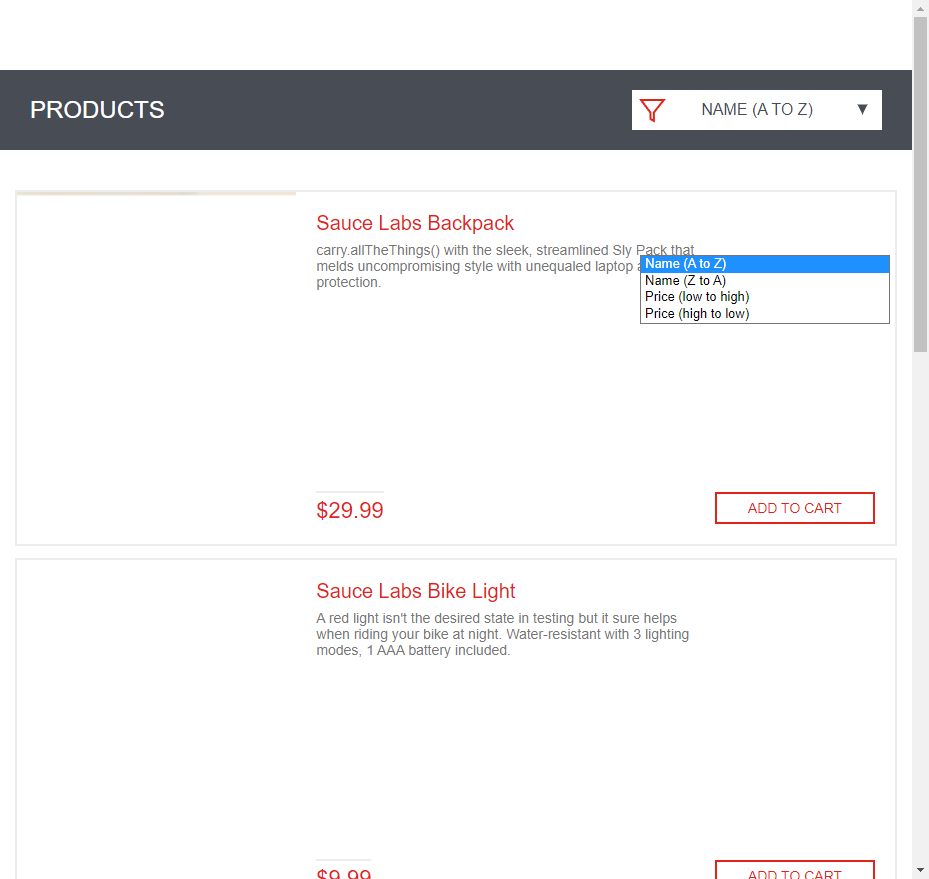 PRODUCTS
NAME (A TO Z)
Sauce Labs Backpack
carry.allTheThings() with the sleek, streamlined Sly Pack that
melds uncompromising style with unequaled laptop
protection.
Name (A to Z)
Name (Z to A)
Price (low to high)
Price (high to low)
$29.99
ADD TO CART
Sauce Labs Bike Light
A red light isn't the desired state in testing but it sure helps
when riding your bike at night. Water-resistant with 3 lighting
modes, 1 AAA battery included.
$9.99
ADD TO CART